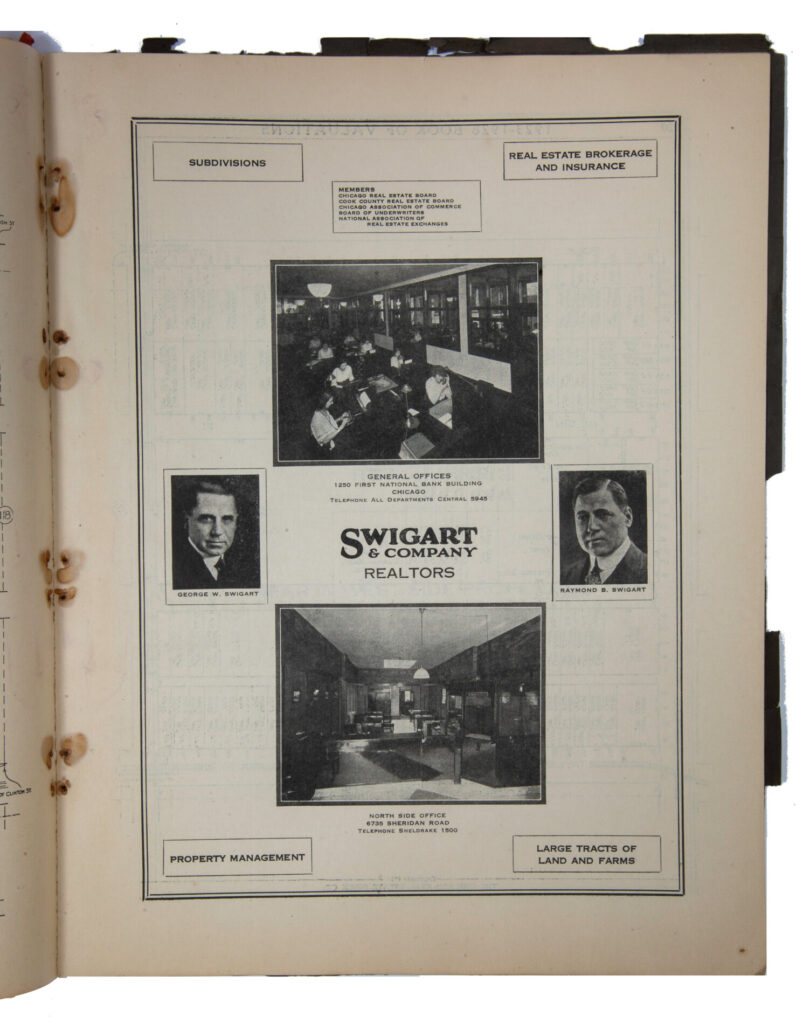 SUBDIVISIONS
REAL ESTATE BROKERAGE
AND INSURANCE
MEMBERS
CHICAGO REAL ESTATE BOARD
COOK COUNTY REAL ESTATE BOARD
CHICAGO ASSOCIATION OF COMMERCE
BOARD OF UNDERWRITERS
NATIONAL ASSOCIATION OF
REAL ESTATE EXCHANGES
GENERAL OFFICES
1250 FIRST NATIONAL BANK BUILDING
CHICAGO
TELEPHONE ALL DEPARTMENTS CENTRAL 5945
SWIGART
& COMPANY
REALTORS
GEORGE W. SWIGART
RAYMOND B. SWIGART
NORTH SIDE OFFICE
6735 SHERIDAN ROAD
TELEPHONE SHELDRAKE 1500
PROPERTY MANAGEMENT
LARGE TRACTS OF
LAND AND FARMS
OF CLINTON ST